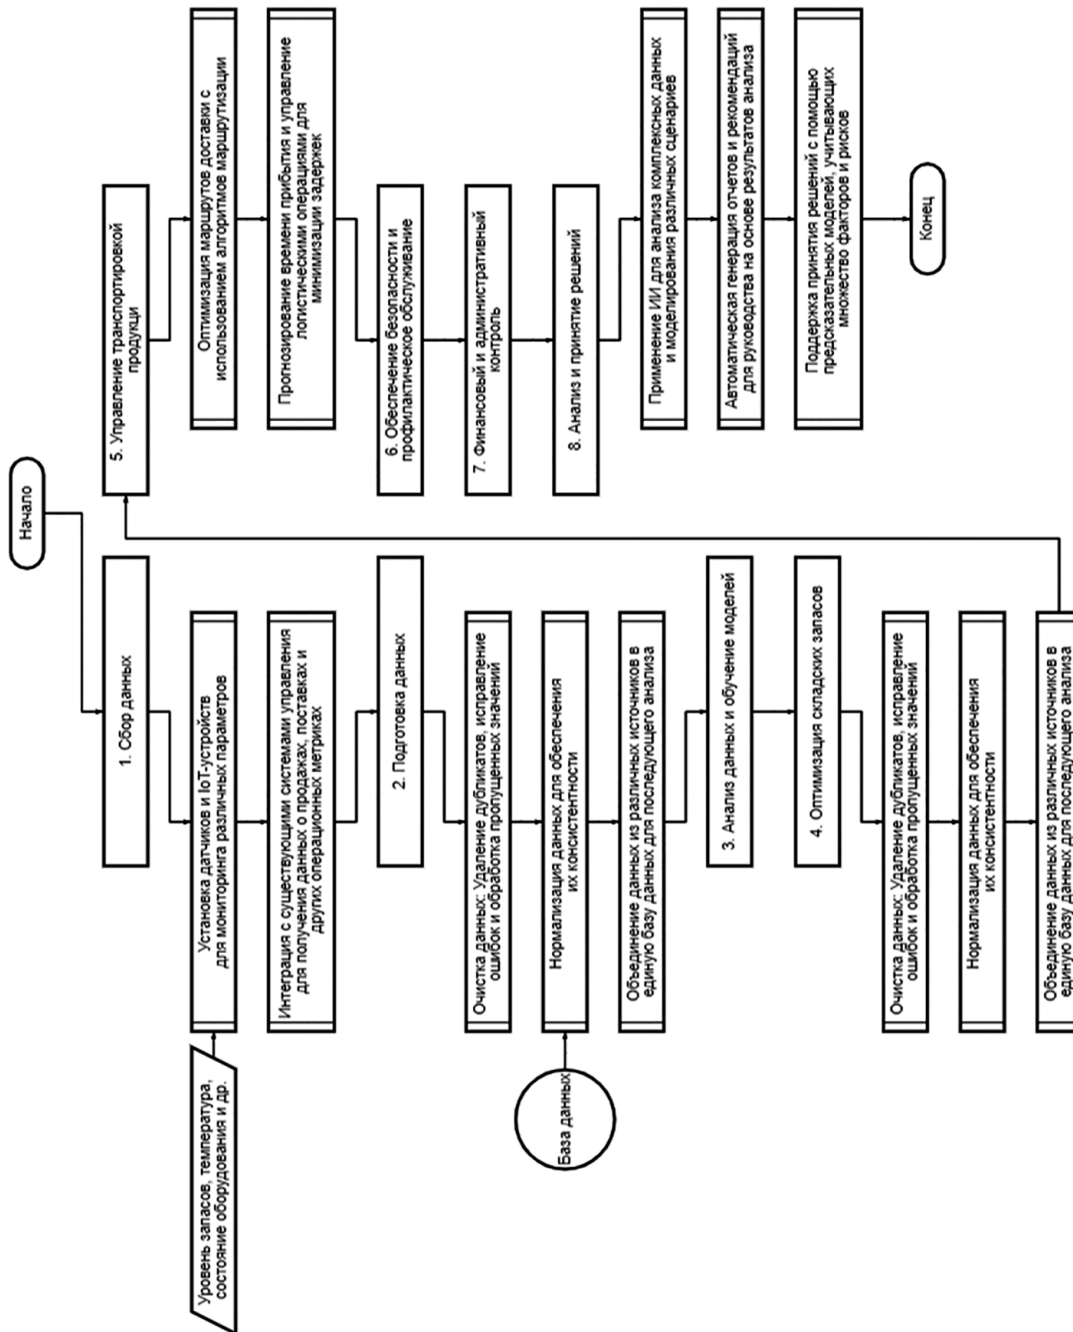 Начало
1. Сбор данных
Уровень запасов, температура,
состояние оборудования и др.
Установка датчиков и IoT-устройств
для мониторинга различных параметров
Интеграция с существующими системами управления
для получения данных о продажах, поставках и
других операционных метриках
2. Подготовка данных
Очистка данных: Удаление дубликатов, исправление
ошибок и обработка пропущенных значений
База данных
Нормализация данных для обеспечения
их консистентности
Объединение данных из различных источников в
единую базу данных для последующего анализа
3. Анализ данных и обучение моделей
4. Оптимизация складских запасов
Очистка данных: Удаление дубликатов, исправление
ошибок и обработка пропущенных значений
Нормализация данных для обеспечения
их консистентности
Объединение данных из различных источников в
единую базу данных для последующего анализа
5. Управление транспортировкой
продукци
Оптимизация маршрутов доставки с
использованием алгоритмов маршрутизации
Прогнозирование времени прибытия и управление
логистическими операциями для
минимизации задержек
6. Обеспечение безопасности и
профилактическое обслуживание
7. Финансовый и административный
контроль
8. Анализ и принятие решений
Применение ИИ для анализа комплексных данных
и моделирования различных сценариев
Автоматическая генерация отчетов и рекомендаций
для руководства на основе результатов анализа
Поддержка принятия решений с помощью
предсказательных моделей, учитывающих
множество факторов и рисков
Конец